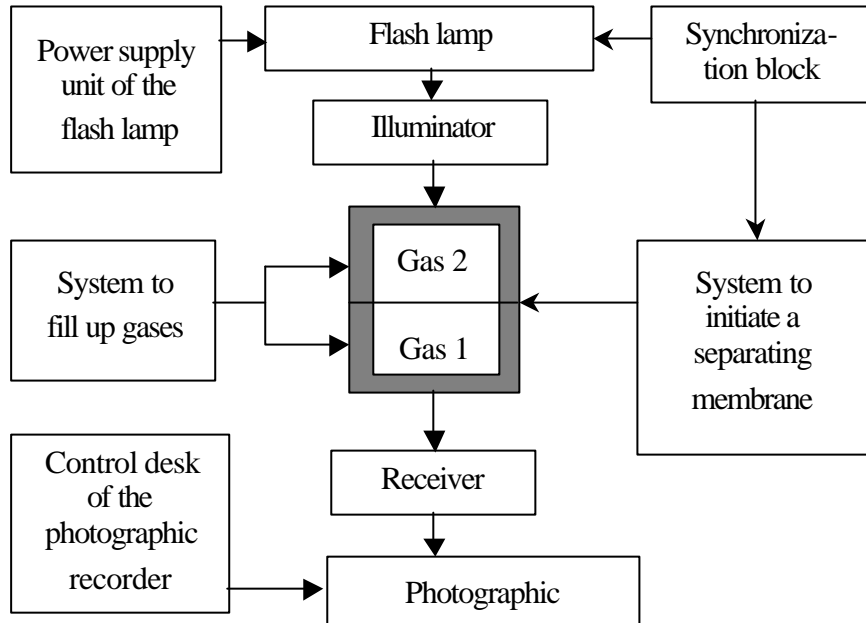 Power supply
unit of the
flash lamp
Flash lamp
Synchroniza-
tion block
Illuminator
System to
fill up gases
Gas 2
Gas 1
System to
initiate a
separating
membrane
Control desk
of the
photographic
recorder
Receiver
Photographic